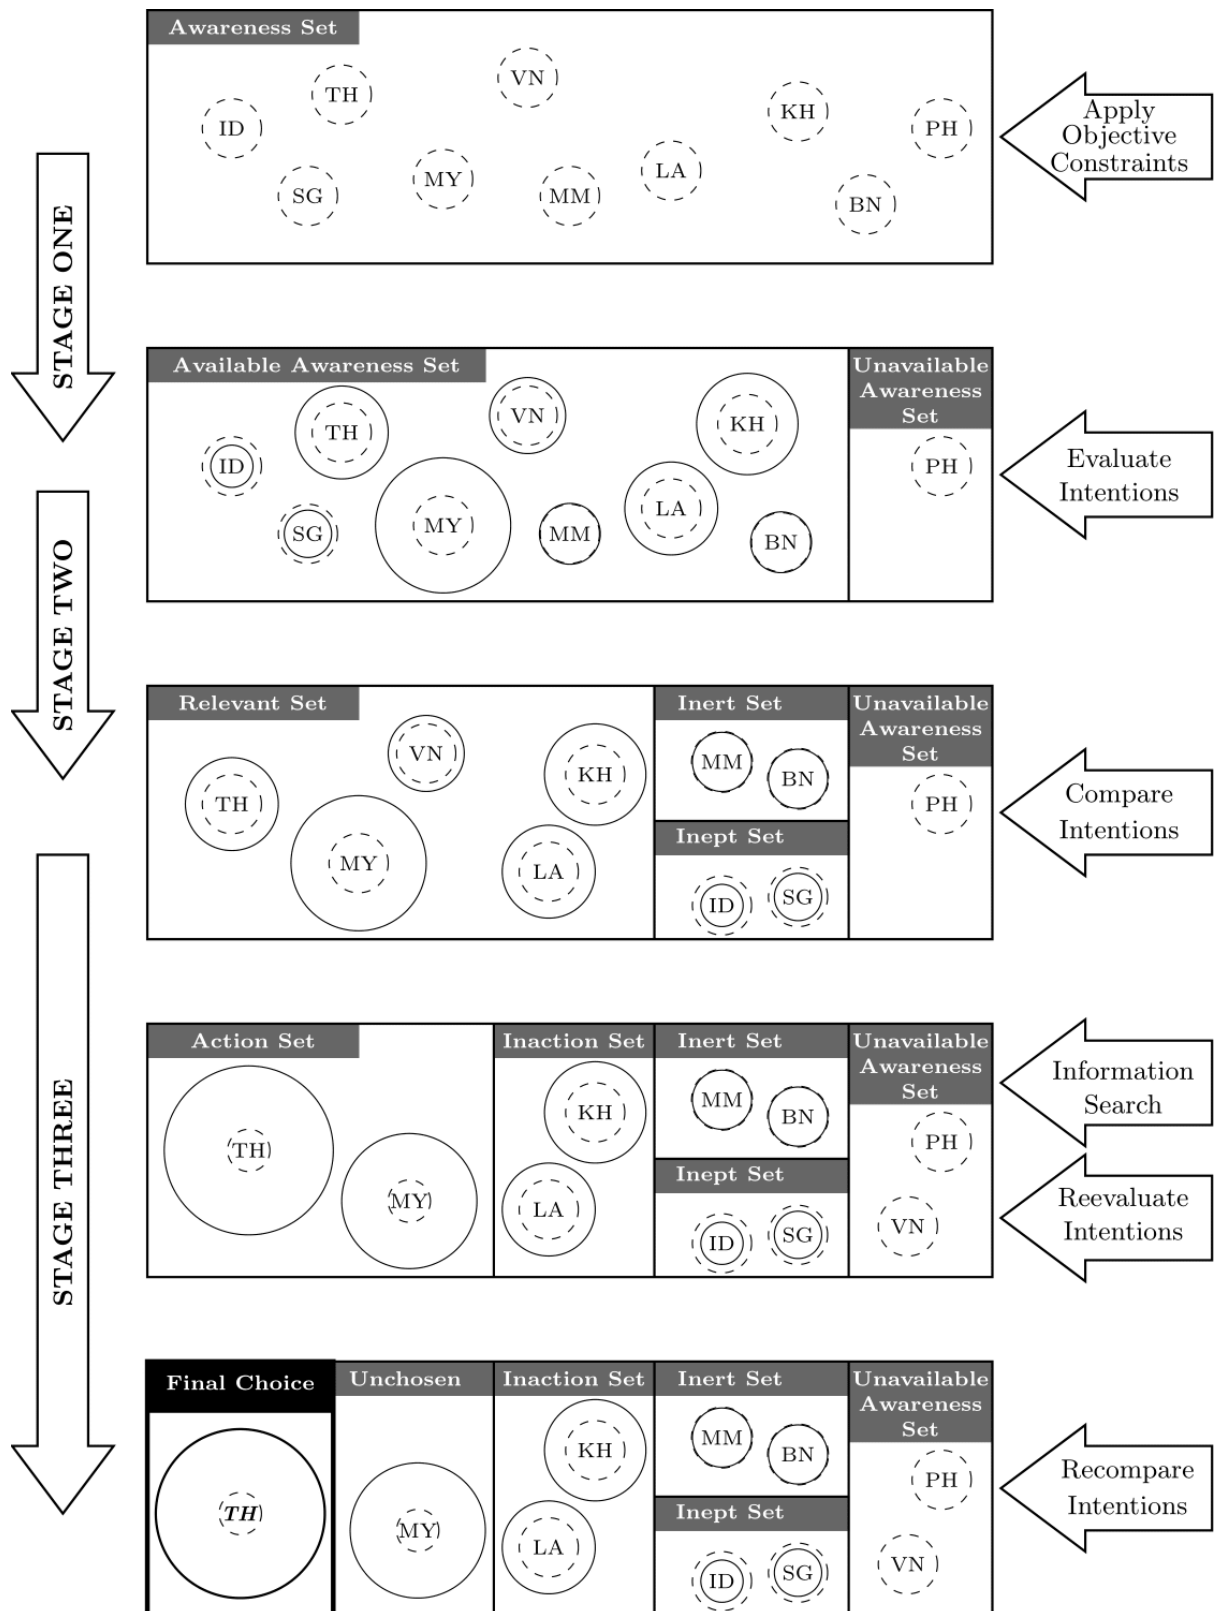 Awareness Set
VN
TH
KH
ID
PH
LA
MY
SG
MM
BN
Apply
Objective
Constraints
STAGE ONE
Available Awareness Set
Unavailable
Awareness
Set
VN
KH
TH
ID
PH
LA
MY
SG
MM
BN
Evaluate
Intentions
STAGE TWO
Relevant Set
Inert Set
Unavailable
Awareness
Set
VN
KH
TH
MY
LA
MM
BN
Inept Set
ID
SG
PH
Compare
Intentions
STAGE THREE
Action Set
Inaction Set
Inert Set
Unavailable
Awareness
Set
TH
MY
KH
LA
MM
BN
Inept Set
ID
SG
PH
VN
Information
Search
Reevaluate
Intentions
Final Choice
Unchosen
Inaction Set
Inert Set
Unavailable
Awareness
Set
TH
MY
KH
LA
MM
BN
Inept Set
ID
SG
PH
VN
Recompare
Intentions